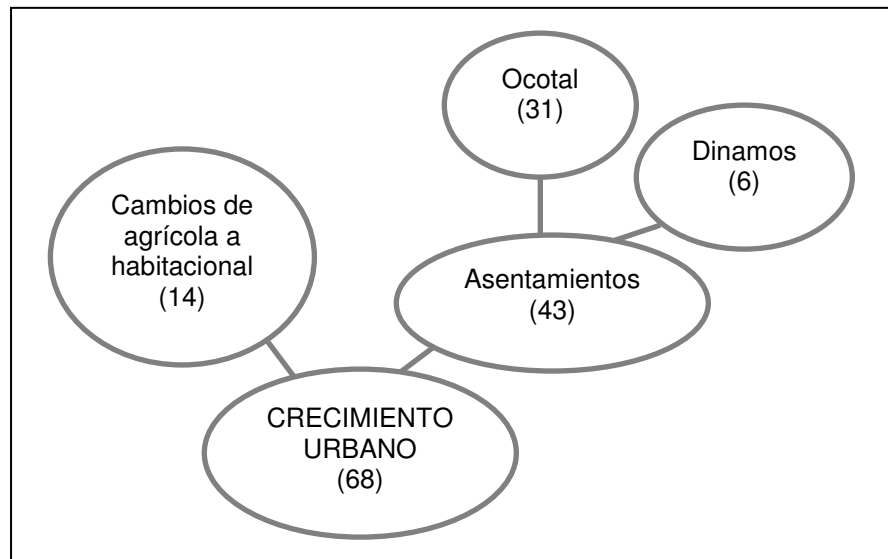 Ocotal
(31)
Dinamos
(6)
Cambios de
agrícola a
habitacional
(14)
Asentamientos
(43)
CRECIMIENTO
URBANO
(68)